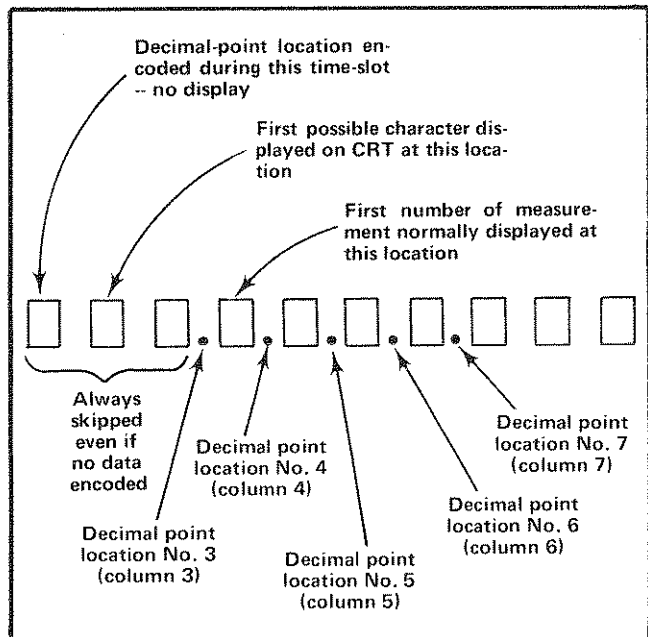 Decimal-point location en-
coded during this time-slot
-- no display
First possible character dis-
played on CRT at this loca-
tion
First number of measure-
ment normally displayed at
this location
Always
skipped
even if
no data
encoded
Decimal point
location No. 3
(column 3)
Decimal point
location No. 4
(column 4)
Decimal point
location No. 5
(column 5)
Decimal point
location No. 6
(column 6)
Decimal point
location No. 7
(column 7)